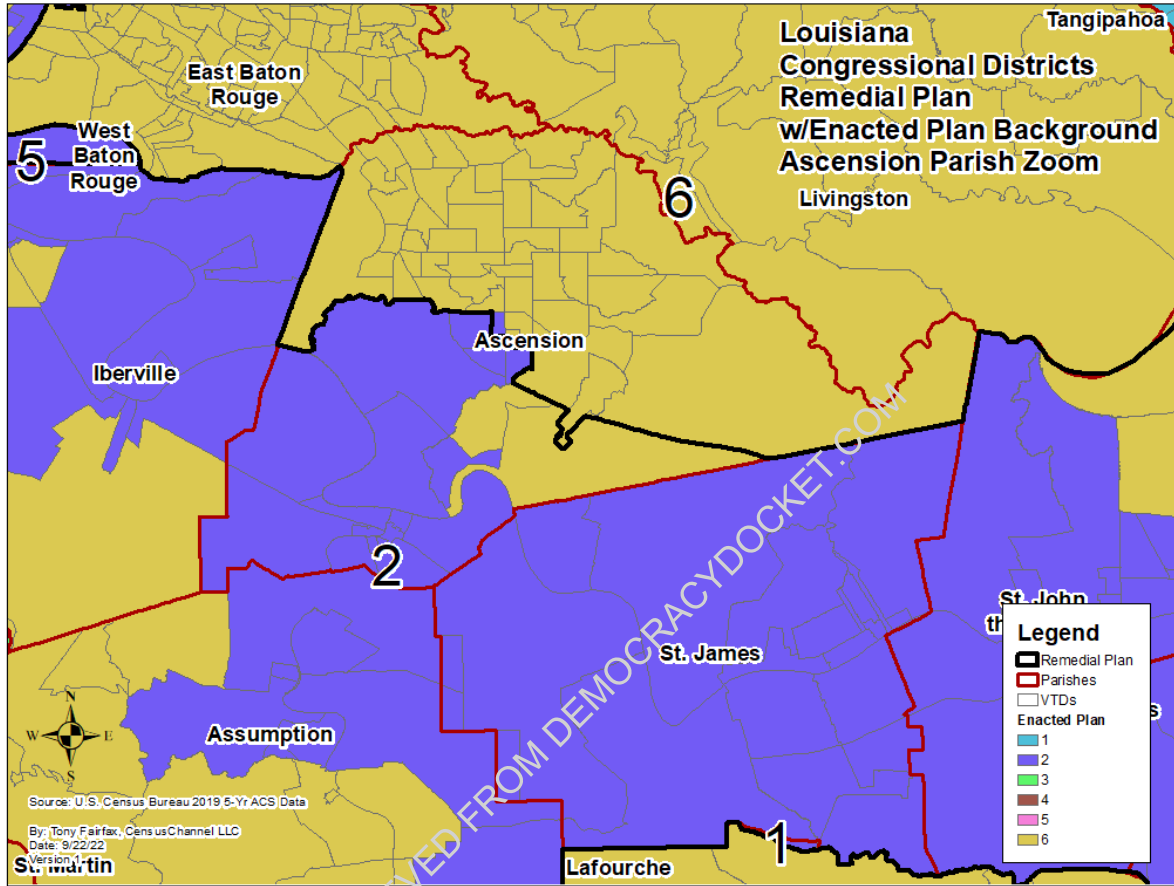 Tangipahoa
Louisiana
Congressional Districts
Remedial Plan
w/Enacted Plan Background
Ascension Parish Zoom
East Baton
Rouge
West
Baton
Rouge
5
6
Livingston
Ascension
Iberville
2
St. James
St. John
Assumption
N
W
E
S
Source: U.S. Census Bureau 2019 5-Yr ACS Data
By: Tony Fairfax, CensusChannel LLC
Date: 9/22/22
Version 1
St. Martin
Lafourche
1
Legend
Remedial Plan
Parishes
VTDs
Enacted Plan
1
2
3
4
5
6
FROM DEMOCRACYDOCKET.COM